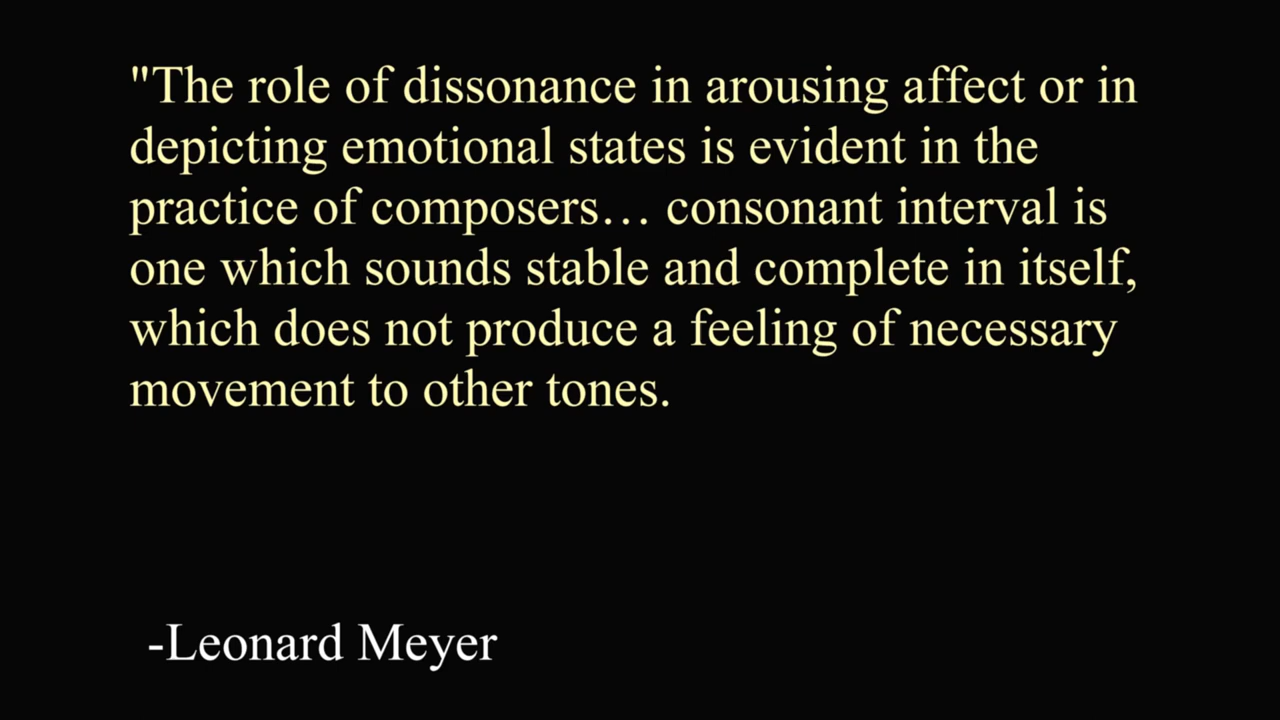 "The role of dissonance in arousing affect or in
depicting emotional states is evident in the
practice of composers… consonant interval is
one which sounds stable and complete in itself,
which does not produce a feeling of necessary
movement to other tones.
-Leonard Meyer